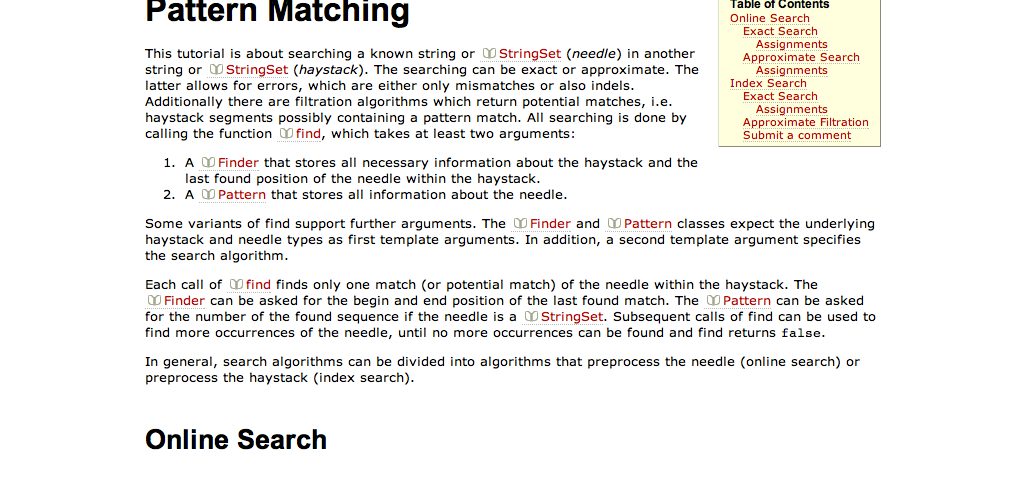 Pattern Matching
This tutorial is about searching a known string or StringSet (needle) in another
string or StringSet (haystack). The searching can be exact or approximate. The
latter allows for errors, which are either only mismatches or also indels.
Additionally there are filtration algorithms which return potential matches, i.e.
haystack segments possibly containing a pattern match. All searching is done by
calling the function find, which takes at least two arguments:
1. A Finder that stores all necessary information about the haystack and the
last found position of the needle within the haystack.
2. A Pattern that stores all information about the needle.
Table of Contents
Online Search
Exact Search
Assignments
Approximate Search
Assignments
Index Search
Exact Search
Assignments
Approximate Filtration
Submit a comment
Some variants of find support further arguments. The Finder and Pattern classes expect the underlying
haystack and needle types as first template arguments. In addition, a second template argument specifies
the search algorithm.
Each call of find finds only one match (or potential match) of the needle within the haystack. The
Finder can be asked for the begin and end position of the last found match. The Pattern can be asked
for the number of the found sequence if the needle is a StringSet. Subsequent calls of find can be used to
find more occurrences of the needle, until no more occurrences can be found and find returns false.
In general, search algorithms can be divided into algorithms that preprocess the needle (online search) or
preprocess the haystack (index search).
Online Search